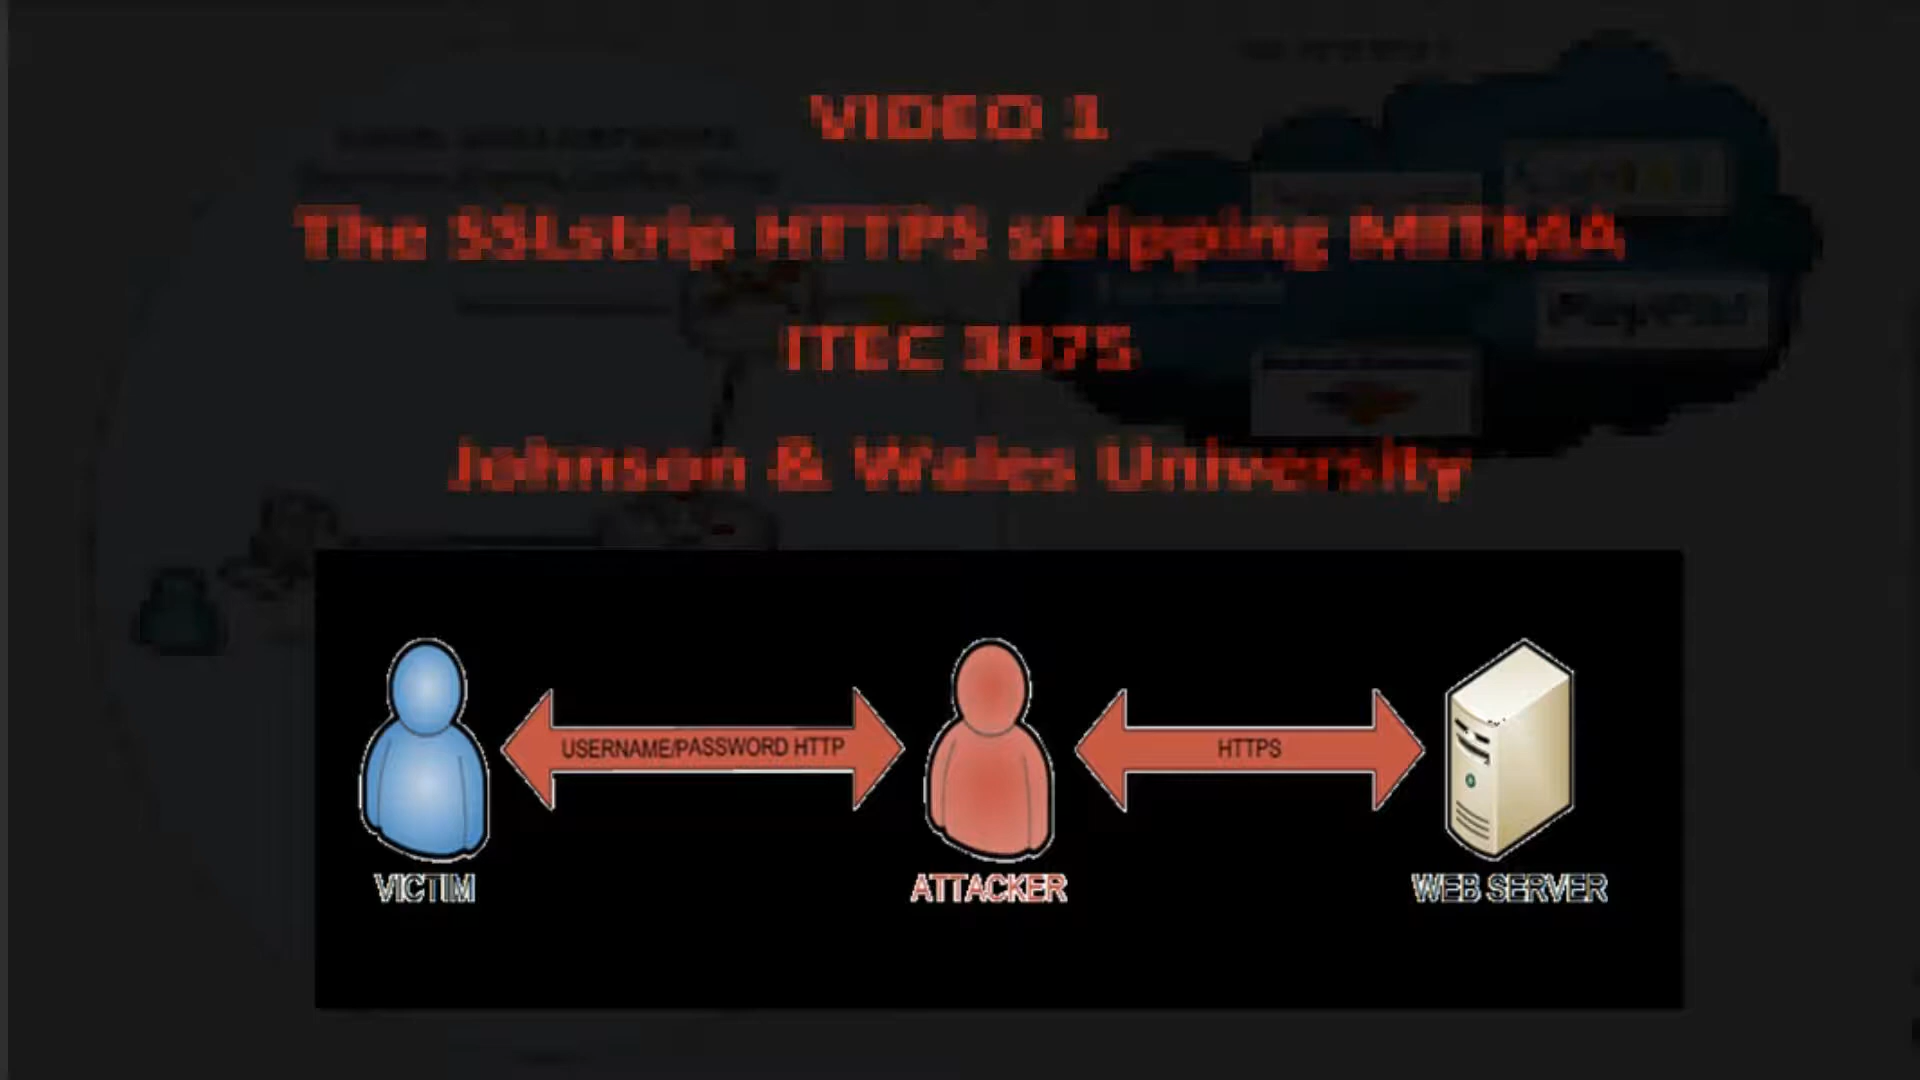 VIDEO 1
The SSLstrip HTTPS stripping MITMA
ITEC 3075
Johnson & Wales University
USERNAME/PASSWORD HTTP
HTTPS
VICTIM
ATTACKER
WEB SERVER
PayPal